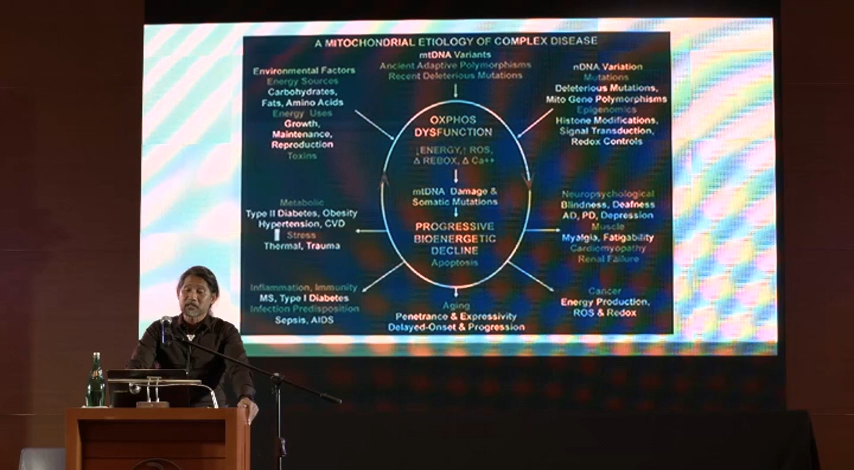 A MITOCHONDRIAL ETIOLOGY OF COMPLEX DISEASE
mtDNA Variants
Ancient Adaptive Polymorphisms
Recent Deleterious Mutations
Environmental Factors
Energy Sources
Carbohydrates,
Fats, Amino Acids
Energy Uses
Growth,
Maintenance,
Reproduction
Toxins
nDNA Variation
Mutations
Deleterious Mutations,
Mito Gene Polymorphisms
Epigenomics
Histone Modifications,
Signal Transduction,
Redox Controls
OXPHOS
DYSFUNCTION
↓ENERGY,↑ ROS,
Δ REBOX, Δ Ca++
mtDNA Damage &
Somatic Mutations
PROGRESSIVE
BIOENERGETIC
DECLINE
Apoptosis
Metabolic
Type II Diabetes, Obesity
Hypertension, CVD
Stress
Thermal, Trauma
Neuropsychological
Blindness, Deafness
AD, PD, Depression
Muscle
Myalgia, Fatigability
Cardiomyopathy
Renal Failure
Inflammation, Immunity
MS, Type I Diabetes
Infection Predisposition
Sepsis, AIDS
Aging
Penetrance & Expressivity
Delayed-Onset & Progression
Cancer
Energy Production,
ROS & Redox